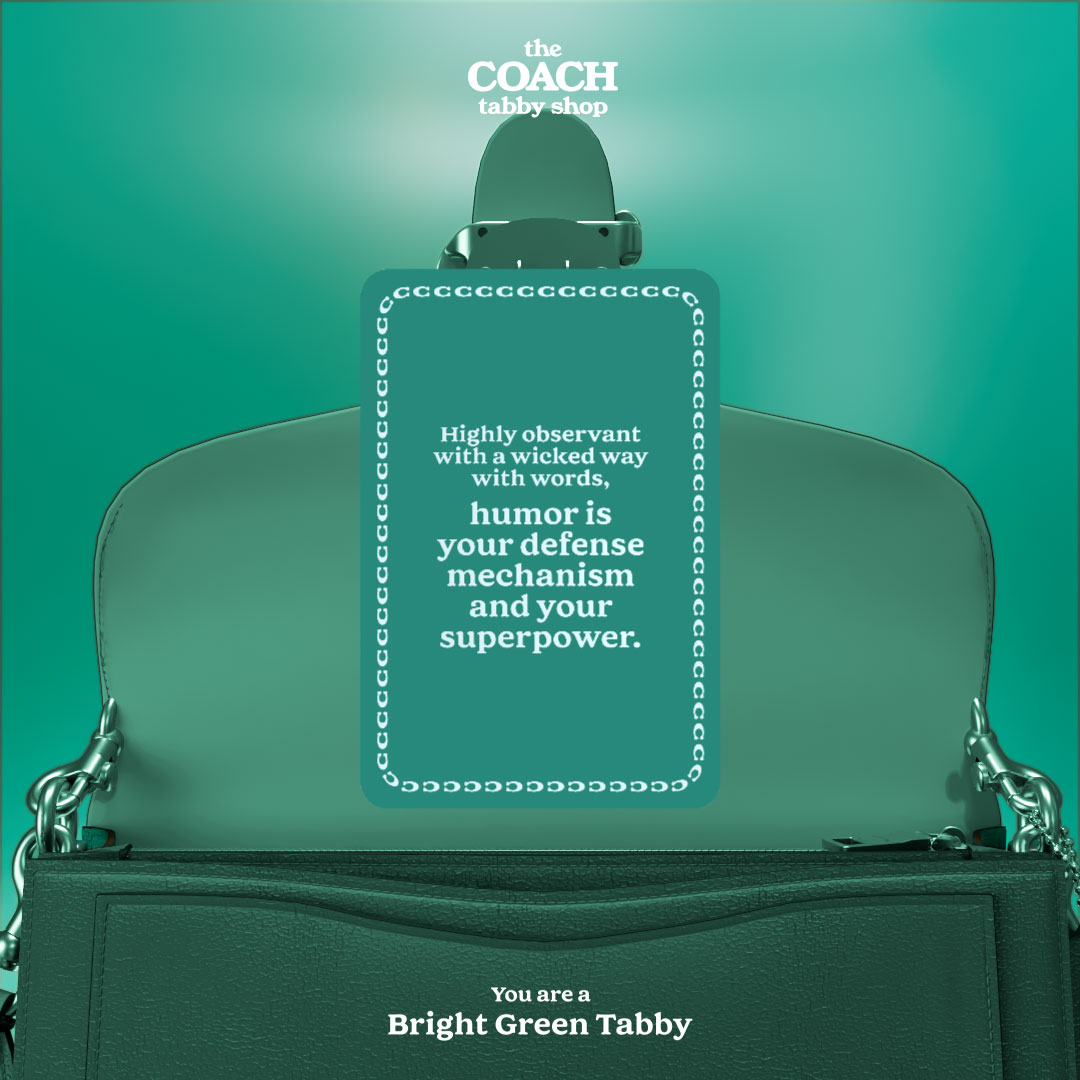 the
COACH
tabby shop
Highly observant
with a wicked way
with words,
humor is
your defense
mechanism
and your
superpower.
You are a
Bright Green Tabby